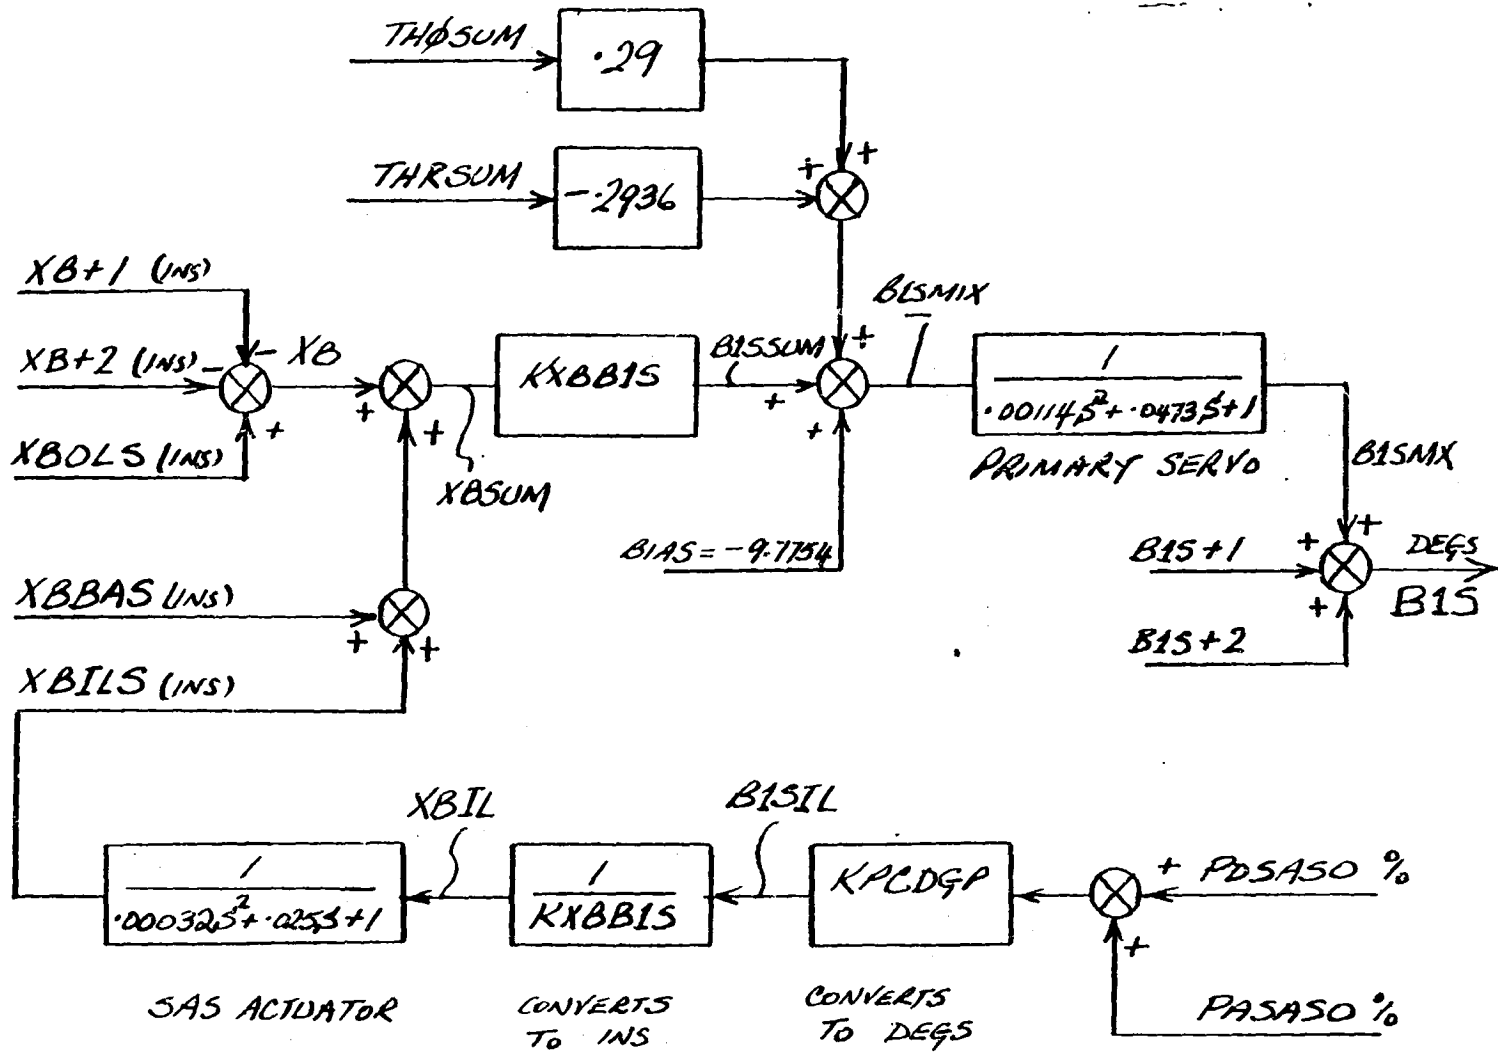 THØSUM
·29
+
+
THRSUM
-·2936
XB+1 (INS)
-
XB+2 (INS)
-
XB
XBOLS (INS)
+
+
+
XBSUM
KXBB1S
B1SSUM
+
+
+
B1SMIX
BIAS = -9.7754
1
·00114S²+ ·0473S+1
PRIMARY SERVO
B1SMX
+
+
+
B1S+1
B1S+2
DEGS
B1S
XBBAS (INS)
+
+
XBILS (INS)
XBIL
B1SIL
1
·00032S²+ ·025S+1
1
KXBB1S
KPCDGP
+ PDSASO %
+
PASASO %
SAS ACTUATOR
CONVERTS
TO INS
CONVERTS
TO DEGS